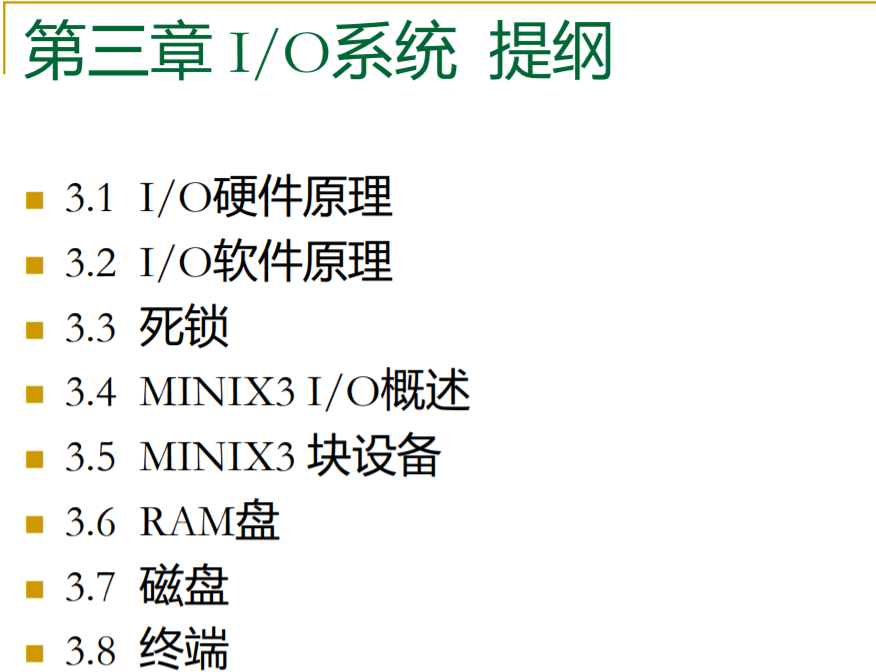 第三章 I/O系统 提纲
3.1 I/O硬件原理
3.2 I/O软件原理
3.3 死锁
3.4 MINIX3 I/O概述
3.5 MINIX3 块设备
3.6 RAM盘
3.7 磁盘
3.8 终端